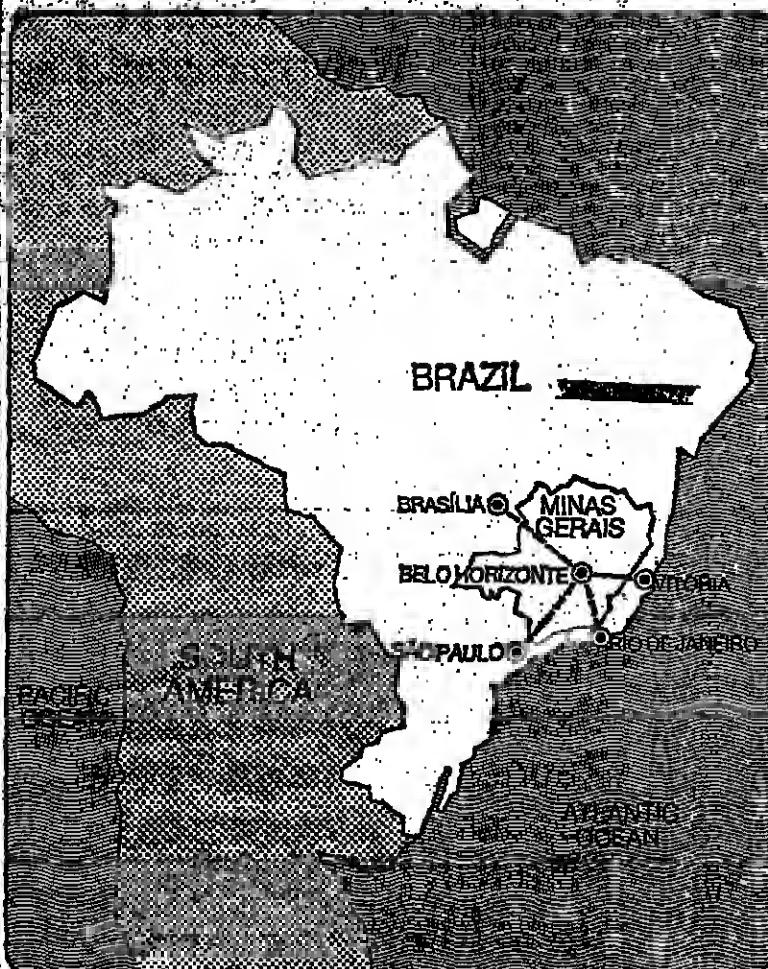 BRAZIL
BRASÍLIA
MINAS
GERAIS
BELO HORIZONTE
VITÓRIA
SÃO PAULO
RIO DE JANEIRO
SOUTH
AMERICA
PACIFIC
OCEAN
ATLANTIC
OCEAN